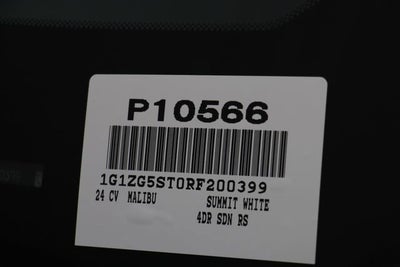 P10566
1G1ZG5ST0RF200399
24 CV MALIBU SUMMIT WHITE
4DR SDN RS